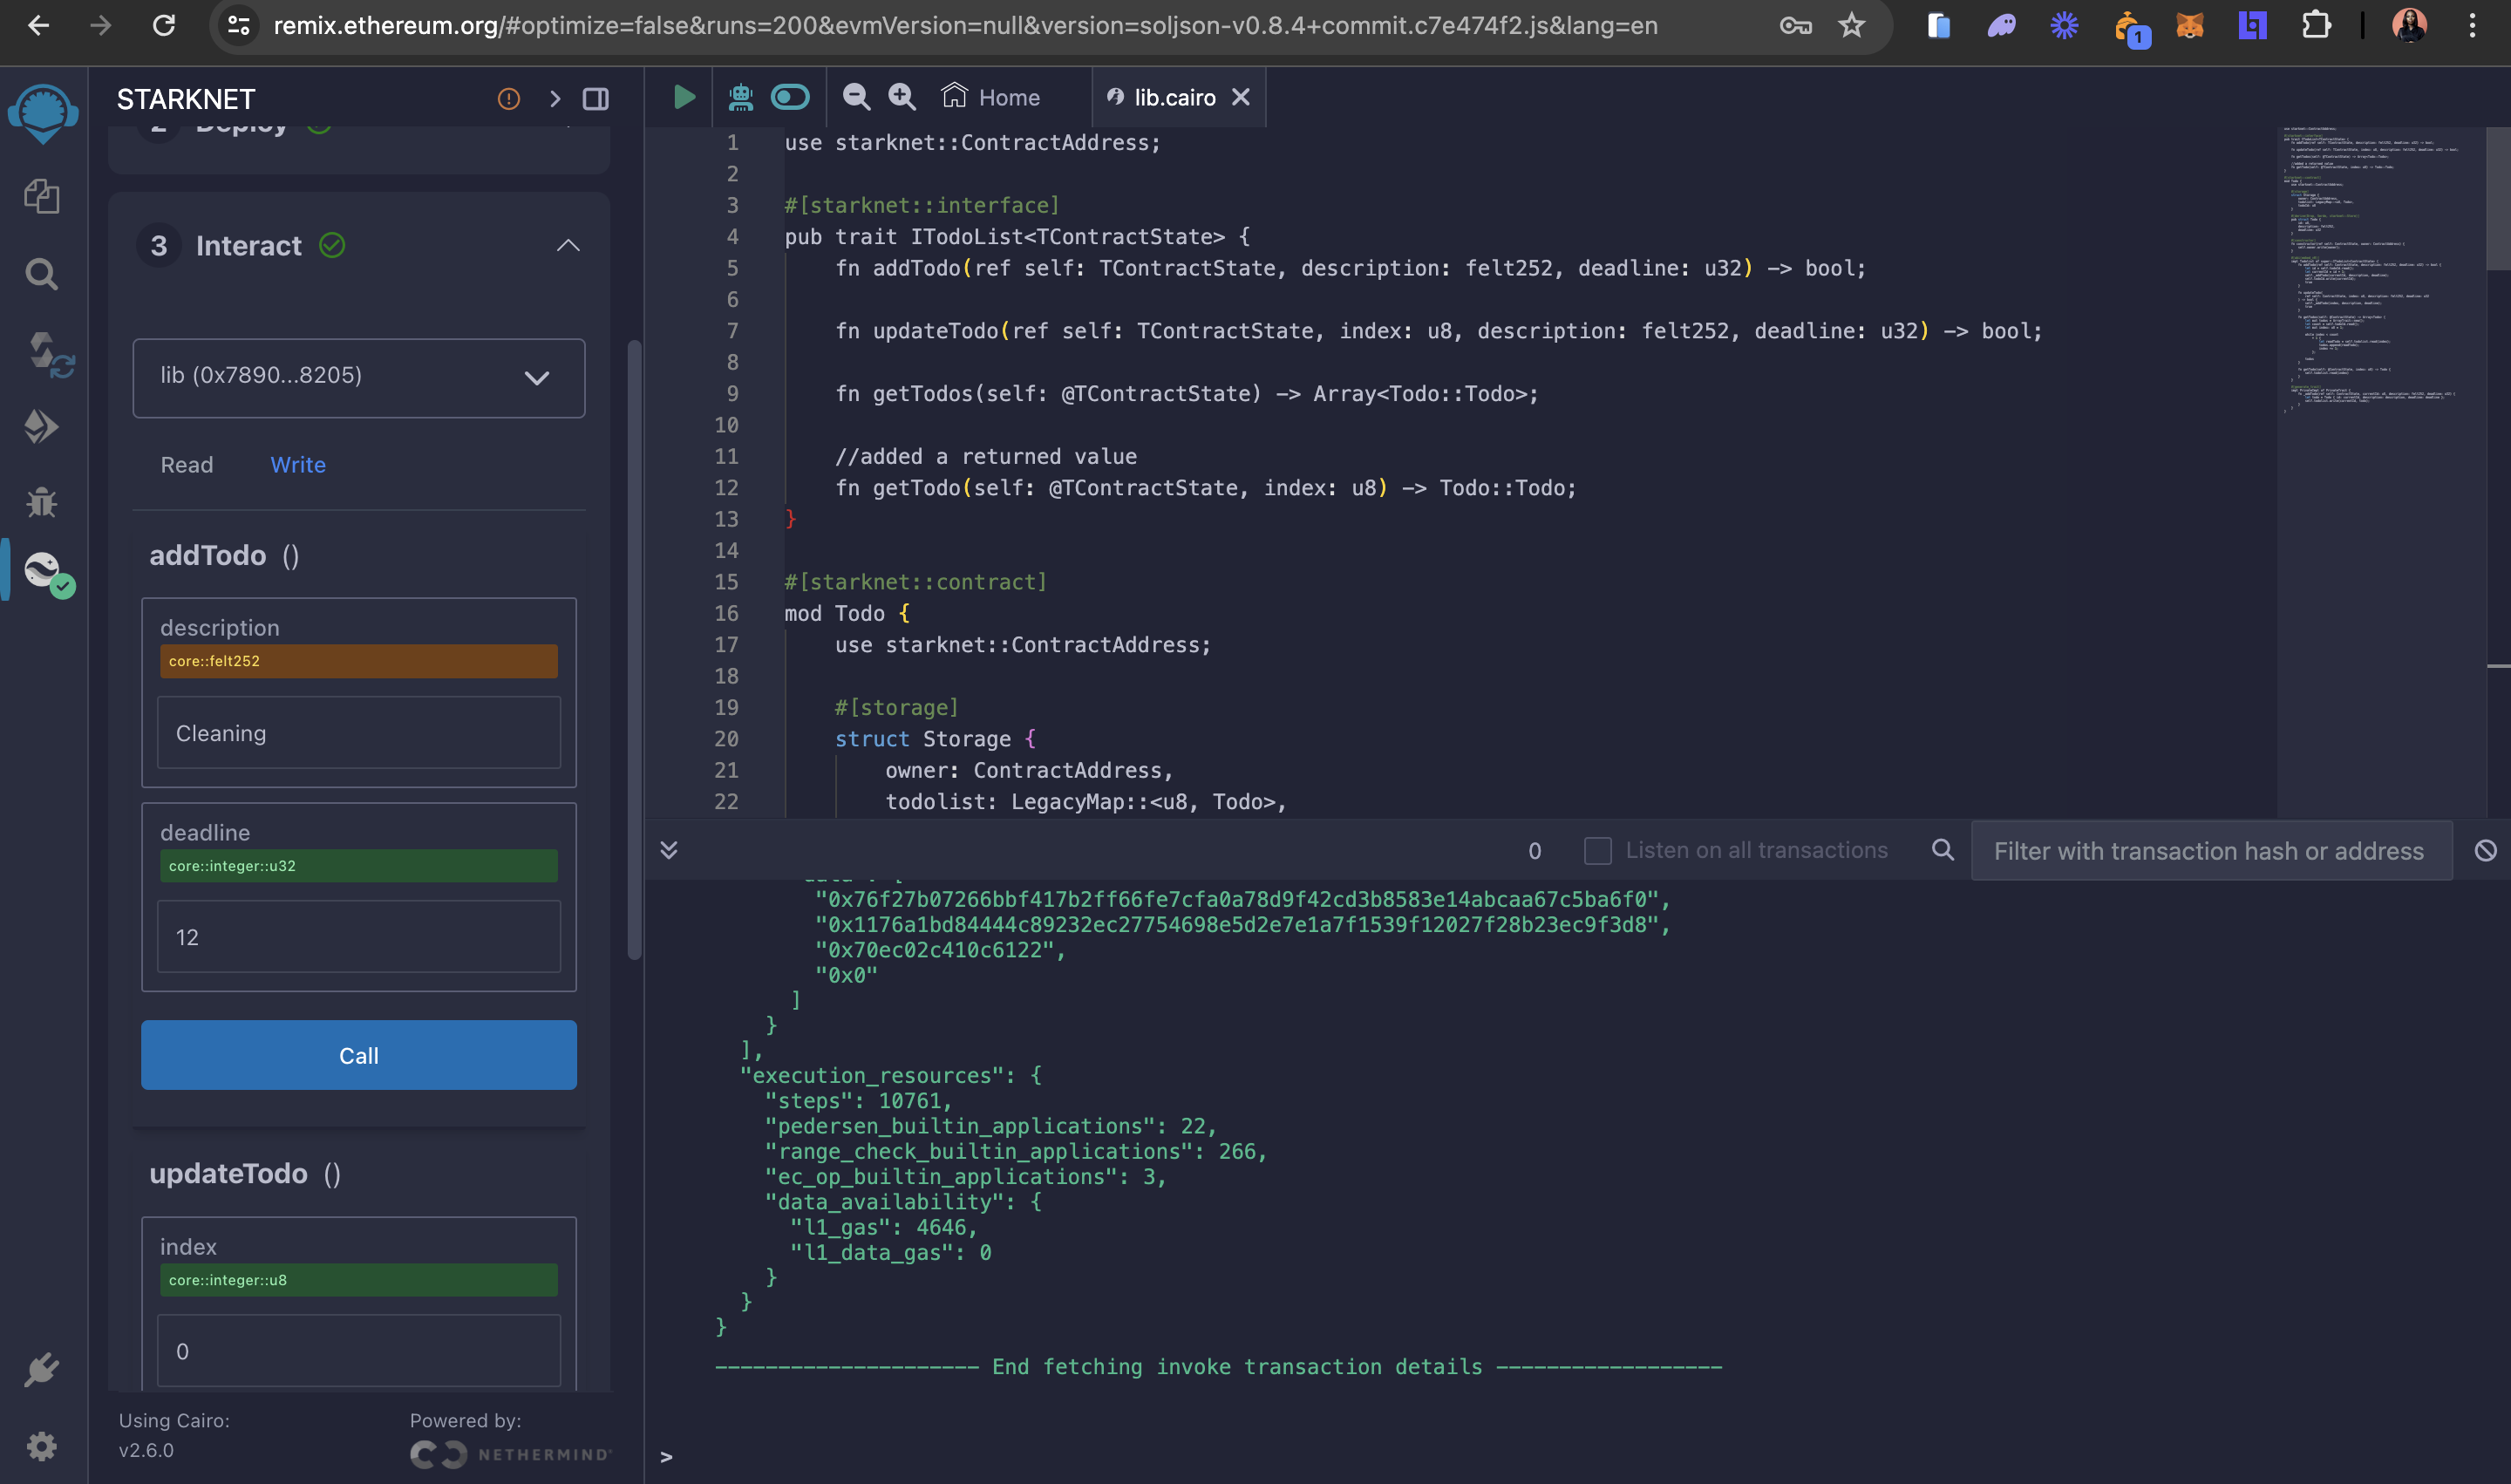 remix.ethereum.org/#optimize=false&runs=200&evmVersion=null&version=soljson-v0.8.4+commit.c7e474f2.js&lang=en
1
STARKNET
2 Deploy
3 Interact
lib (0x7890...8205)
Read Write
addTodo ()
description
core::felt252
Cleaning
deadline
core::integer::u32
12
Call
updateTodo ()
index
core::integer::u8
0
Using Cairo:
v2.6.0
Powered by:
NETHERMIND
Home
lib.cairo
1 use starknet::ContractAddress;
2
3 #[starknet::interface]
4 pub trait ITodoList<TContractState> {
5 fn addTodo(ref self: TContractState, description: felt252, deadline: u32) -> bool;
6
7 fn updateTodo(ref self: TContractState, index: u8, description: felt252, deadline: u32) -> bool;
8
9 fn getTodos(self: @TContractState) -> Array<Todo::Todo>;
10
11 //added a returned value
12 fn getTodo(self: @TContractState, index: u8) -> Todo::Todo;
13 }
14
15 #[starknet::contract]
16 mod Todo {
17 use starknet::ContractAddress;
18
19 #[storage]
20 struct Storage {
21 owner: ContractAddress,
22 todolist: LegacyMap::<u8, Todo>,
0 Listen on all transactions Filter with transaction hash or address
"0x76f27b07266bbf417b2ff66fe7cfa0a78d9f42cd3b8583e14abcaa67c5ba6f0",
"0x1176a1bd84444c89232ec27754698e5d2e7e1a7f1539f12027f28b23ec9f3d8",
"0x70ec02c410c6122",
"0x0"
]
}
],
"execution_resources": {
"steps": 10761,
"pedersen_builtin_applications": 22,
"range_check_builtin_applications": 266,
"ec_op_builtin_applications": 3,
"data_availability": {
"l1_gas": 4646,
"l1_data_gas": 0
}
}
}
--------------------- End fetching invoke transaction details ------------------
>